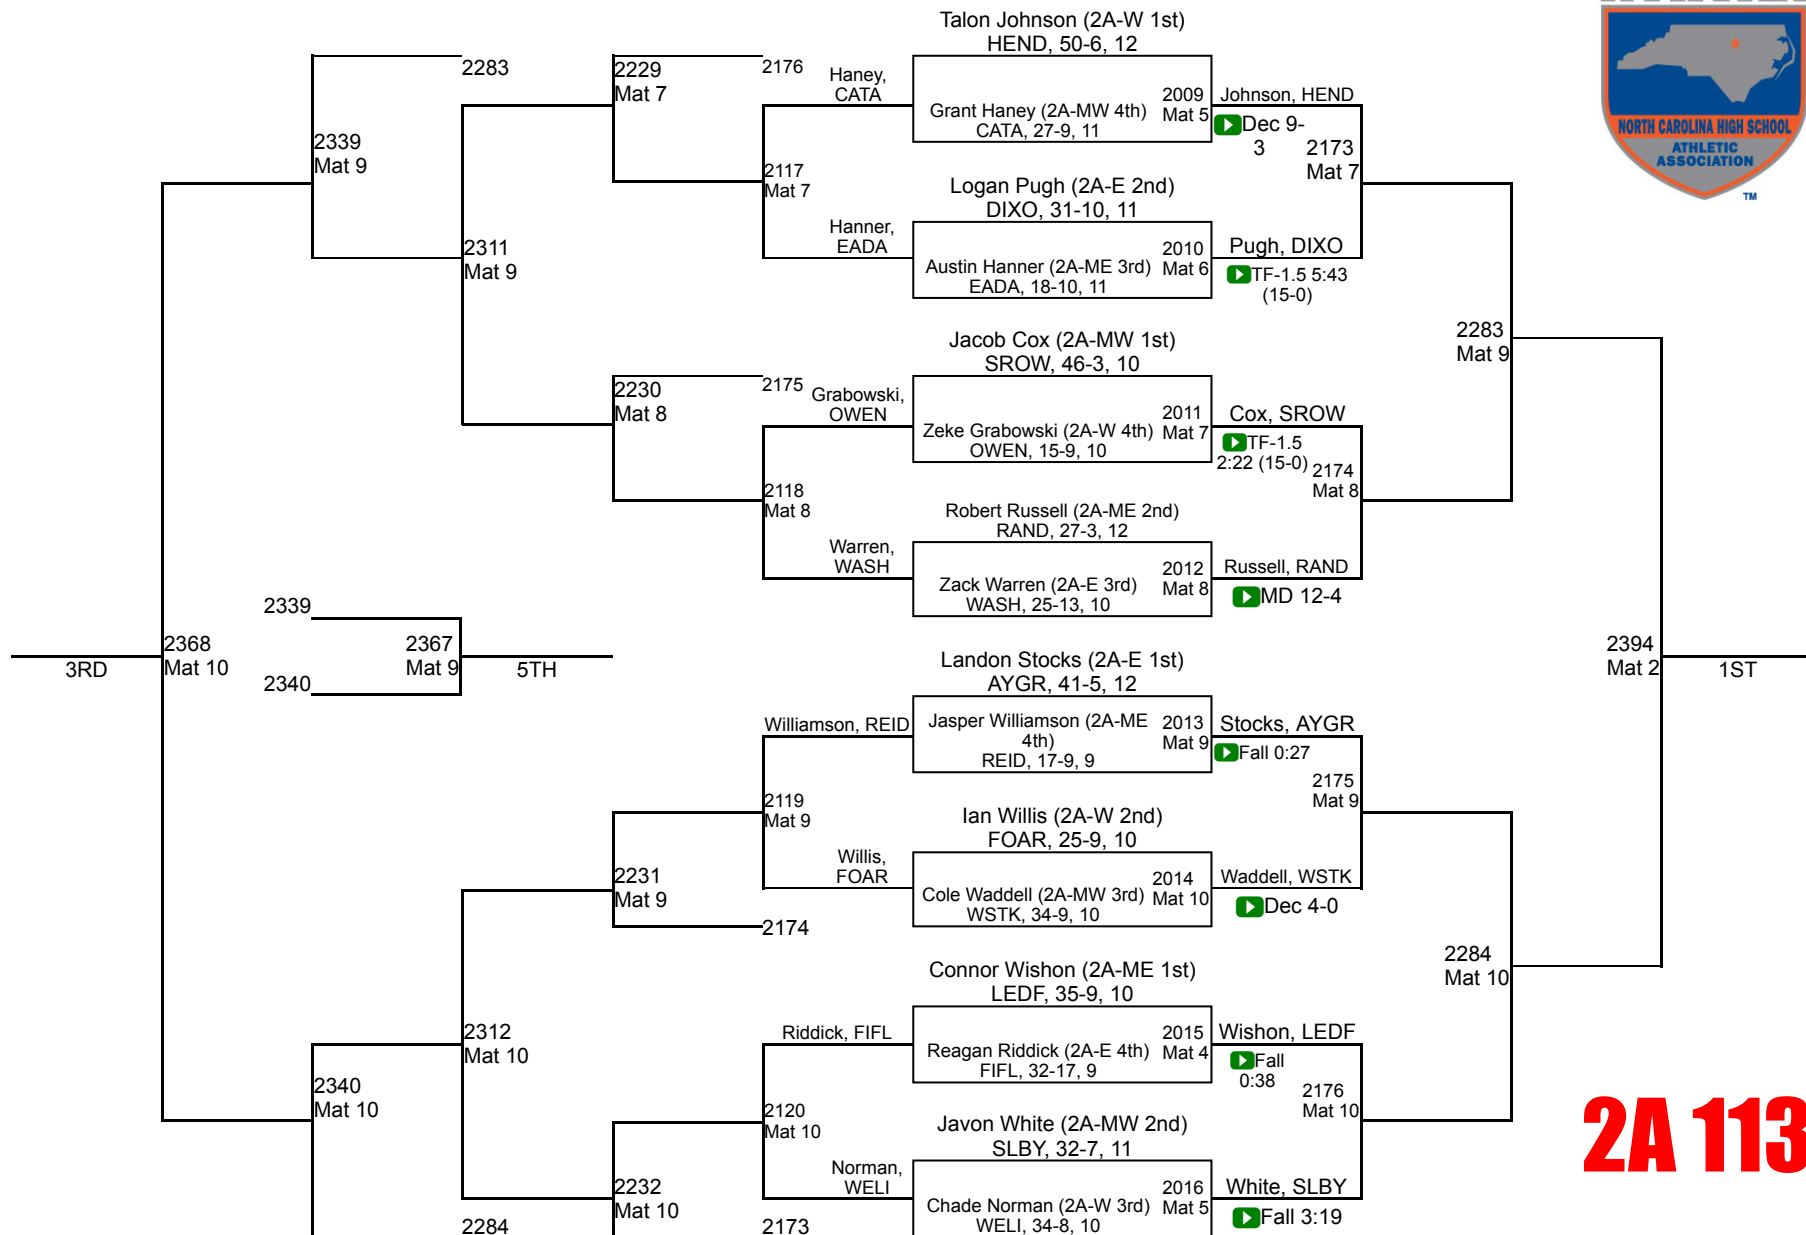 Talon Johnson (2A-W 1st)
HEND, 50-6, 12
Grant Haney (2A-MW 4th)
CATA, 27-9, 11
2009
Mat 5
Logan Pugh (2A-E 2nd)
DIXO, 31-10, 11
Austin Hanner (2A-ME 3rd)
EADA, 18-10, 11
2010
Mat 6
Jacob Cox (2A-MW 1st)
SROW, 46-3, 10
Zeke Grabowski (2A-W 4th)
OWEN, 15-9, 10
2011
Mat 7
Robert Russell (2A-ME 2nd)
RAND, 27-3, 12
Zack Warren (2A-E 3rd)
WASH, 25-13, 10
2012
Mat 8
Landon Stocks (2A-E 1st)
AYGR, 41-5, 12
Jasper Williamson (2A-ME
4th)
REID, 17-9, 9
2013
Mat 9
Ian Willis (2A-W 2nd)
FOAR, 25-9, 10
Cole Waddell (2A-MW 3rd)
WSTK, 34-9, 10
2014
Mat 10
Connor Wishon (2A-ME 1st)
LEDF, 35-9, 10
Reagan Riddick (2A-E 4th)
FIFL, 32-17, 9
2015
Mat 4
Javon White (2A-MW 2nd)
SLBY, 32-7, 11
Chade Norman (2A-W 3rd)
WELI, 34-8, 10
2016
Mat 5
Johnson, HEND
Dec 9-
3
2173
Mat 7
Pugh, DIXO
TF-1.5 5:43
(15-0)
Cox, SROW
TF-1.5
2:22 (15-0)
2174
Mat 8
Russell, RAND
MD 12-4
Stocks, AYGR
Fall 0:27
2175
Mat 9
Waddell, WSTK
Dec 4-0
Wishon, LEDF
Fall
0:38
2176
Mat 10
White, SLBY
Fall 3:19
2283
Mat 9
2284
Mat 10
2394
Mat 2
1ST
Haney,
CATA
2117
Mat 7
Hanner,
EADA
Grabowski,
OWEN
2118
Mat 8
Warren,
WASH
Williamson, REID
2119
Mat 9
Willis,
FOAR
Riddick, FIFL
2120
Mat 10
Norman,
WELI
2176
2229
Mat 7
2175
2230
Mat 8
2231
Mat 9
2174
2232
Mat 10
2173
2283
2311
Mat 9
2312
Mat 10
2284
2339
Mat 9
2340
Mat 10
2339
2340
2367
Mat 9
5TH
2368
Mat 10
3RD
NORTH CAROLINA HIGH SCHOOL
ATHLETIC
ASSOCIATION
TM
2A 113